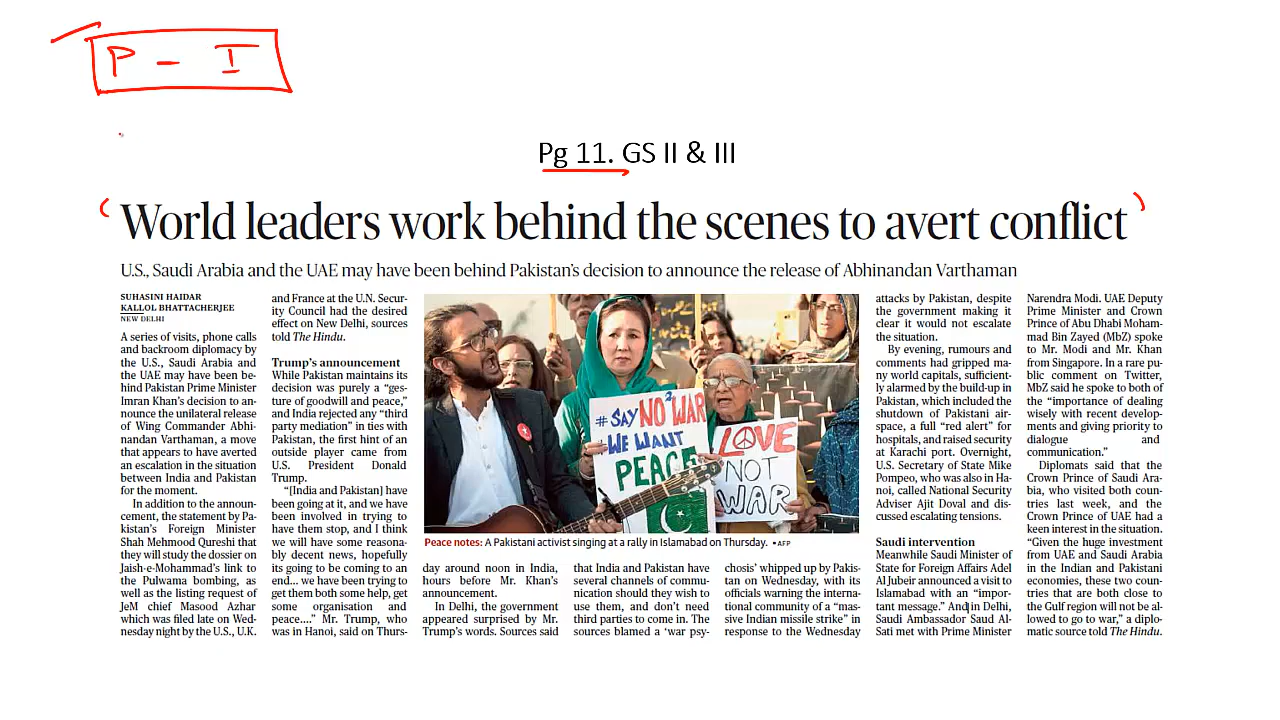 P - I
Pg 11. GS II & III
World leaders work behind the scenes to avert conflict
U.S., Saudi Arabia and the UAE may have been behind Pakistan's decision to announce the release of Abhinandan Varthaman
SUHASINI HAIDAR
KALLOL BHATTACHERJEE
NEW DELHI
A series of visits, phone calls
and backroom diplomacy by
the U.S., Saudi Arabia and
the UAE may have been be-
hind Pakistan Prime Minister
Imran Khan's decision to an-
nounce the unilateral release
of Wing Commander Abhi-
nandan Varthaman, a move
that appears to have averted
an escalation in the situation
between India and Pakistan
for the moment.
In addition to the announ-
cement, the statement by Pa-
kistan's Foreign Minister
Shah Mehmood Qureshi that
they will study the dossier on
Jaish-e-Mohammad's link to
the Pulwama bombing, as
well as the listing request of
JeM chief Masood Azhar
which was filed late on Wed-
nesday night by the U.S., U.K.
and France at the U.N. Secur-
ity Council had the desired
effect on New Delhi, sources
told The Hindu.
Trump's announcement
While Pakistan maintains its
decision was purely a "ges-
ture of goodwill and peace,"
and India rejected any "third
party mediation" in ties with
Pakistan, the first hint of an
outside player came from
U.S. President Donald
Trump.
"[India and Pakistan] have
been going at it, and we have
been involved in trying to
have them stop, and I think
we will have some reasona-
bly decent news, hopefully
its going to be coming to an
end... we have been trying to
get them both some help, get
some organisation and
peace...." Mr. Trump, who
was in Hanoi, said on Thurs-
#SAY NO 2 WAR
WE WANT
PEACE
LOVE
NOT
WAR
Peace notes: A Pakistani activist singing at a rally in Islamabad on Thursday. • AFP
day around noon in India,
hours before Mr. Khan's
announcement.
In Delhi, the government
appeared surprised by Mr.
Trump's words. Sources said
that India and Pakistan have
several channels of commu-
nication should they wish to
use them, and don't need
third parties to come in. The
sources blamed a 'war psy-
chosis' whipped up by Pakis-
tan on Wednesday, with its
officials warning the interna-
tional community of a "mas-
sive Indian missile strike" in
response to the Wednesday
attacks by Pakistan, despite
the government making it
clear it would not escalate
the situation.
By evening, rumours and
comments had gripped ma-
ny world capitals, sufficient-
ly alarmed by the build-up in
Pakistan, which included the
shutdown of Pakistani air-
space, a full "red alert" for
hospitals, and raised security
at Karachi port. Overnight,
U.S. Secretary of State Mike
Pompeo, who was also in Ha-
noi, called National Security
Adviser Ajit Doval and dis-
cussed escalating tensions.
Saudi intervention
Meanwhile Saudi Minister of
State for Foreign Affairs Adel
Al Jubeir announced a visit to
Islamabad with an "impor-
tant message." And in Delhi,
Saudi Ambassador Saud Al-
Sati met with Prime Minister
Narendra Modi. UAE Deputy
Prime Minister and Crown
Prince of Abu Dhabi Moham-
mad Bin Zayed (MbZ) spoke
to Mr. Modi and Mr. Khan
from Singapore. In a rare pu-
blic comment on Twitter,
MbZ said he spoke to both of
the "importance of dealing
wisely with recent develop-
ments and giving priority to
dialogue and
communication."
Diplomats said that the
Crown Prince of Saudi Ara-
bia, who visited both coun-
tries last week, and the
Crown Prince of UAE had a
keen interest in the situation.
"Given the huge investment
from UAE and Saudi Arabia
in the Indian and Pakistani
economies, these two coun-
tries that are both close to
the Gulf region will not be al-
lowed to go to war," a diplo-
matic source told The Hindu.